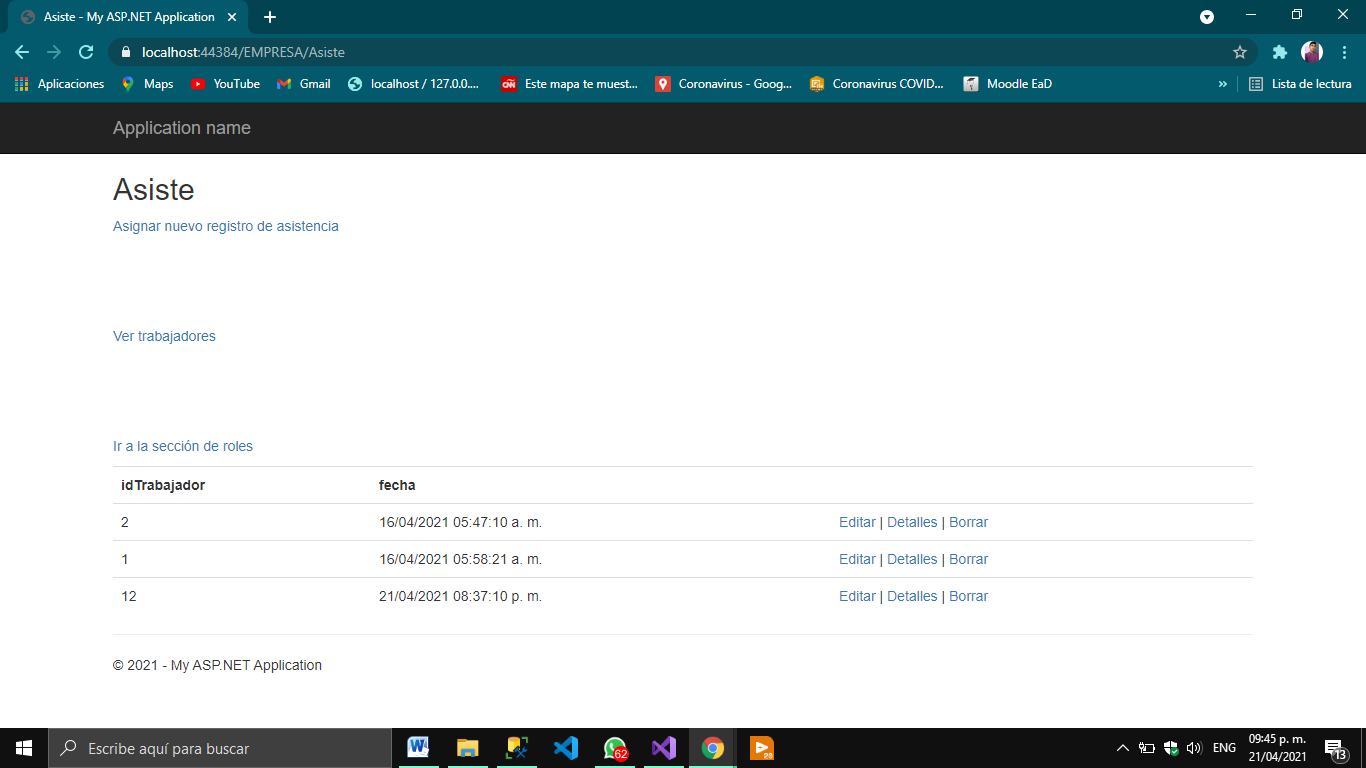 Asiste - My ASP.NET Application
localhost:44384/EMPRESA/Asiste
Aplicaciones Maps YouTube Gmail localhost / 127.0.0.... CNN Este mapa te muest... Coronavirus - Goog... Coronavirus COVID... Moodle EaD » Lista de lectura
Application name
Asiste
Asignar nuevo registro de asistencia
Ver trabajadores
Ir a la sección de roles
idTrabajador fecha
2 16/04/2021 05:47:10 a. m. Editar | Detalles | Borrar
1 16/04/2021 05:58:21 a. m. Editar | Detalles | Borrar
12 21/04/2021 08:37:10 p. m. Editar | Detalles | Borrar
© 2021 - My ASP.NET Application
Escribe aquí para buscar
62
ENG
09:45 p. m.
21/04/2021
13